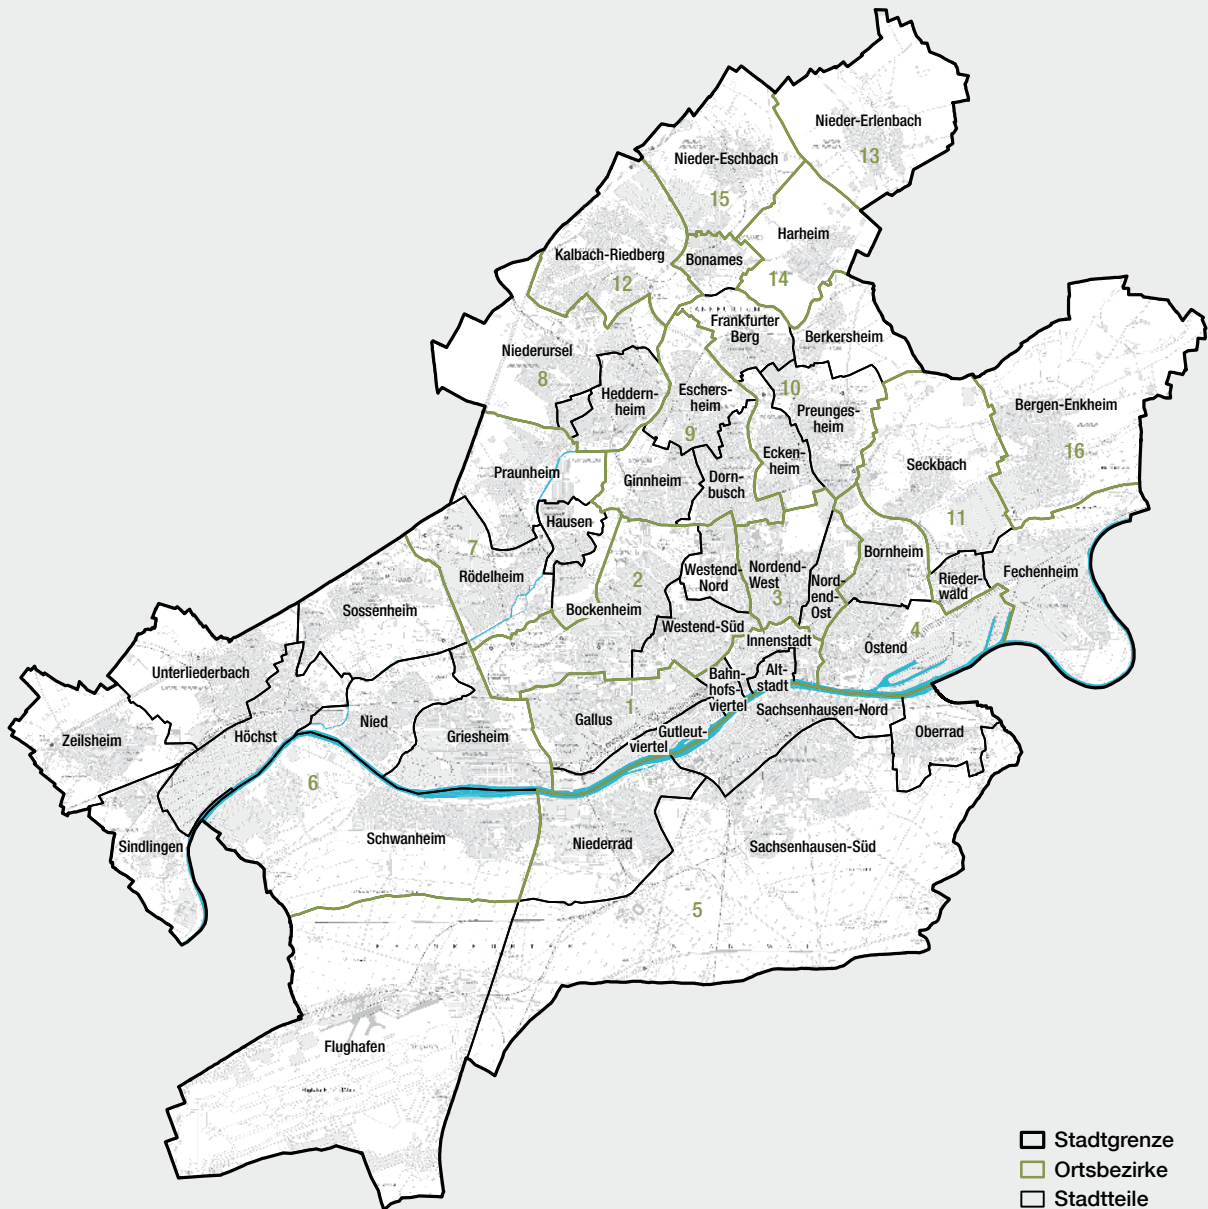 Nieder-Erlenbach
13
Nieder-Eschbach
15
Harheim
14
Kalbach-Riedberg
12
Bonames
Frankfurter
Berg
Berkersheim
Niederursel
8
Heddern-
heim
Eschers-
heim
9
10
Preunges-
heim
Bergen-Enkheim
16
Seckbach
11
Praunheim
Ginnheim
Dorn-
busch
Ecken-
heim
Hausen
7
Rödelheim
2
Bockenheim
Westend-
Nord
Nordend-
West
3
Nord-
end-
Ost
Bornheim
Rieder-
wald
Fechenheim
Sossenheim
Westend-Süd
Innenstadt
Ostend
4
Unterliederbach
Bahn-
hofs-
viertel
Alt-
stadt
Sachsenhausen-Nord
Zeilsheim
Höchst
Nied
Griesheim
Gallus
1
Gutleut-
viertel
Oberrad
6
Sindlingen
Schwanheim
Niederrad
Sachsenhausen-Süd
5
Flughafen
Stadtgrenze
Ortsbezirke
Stadtteile